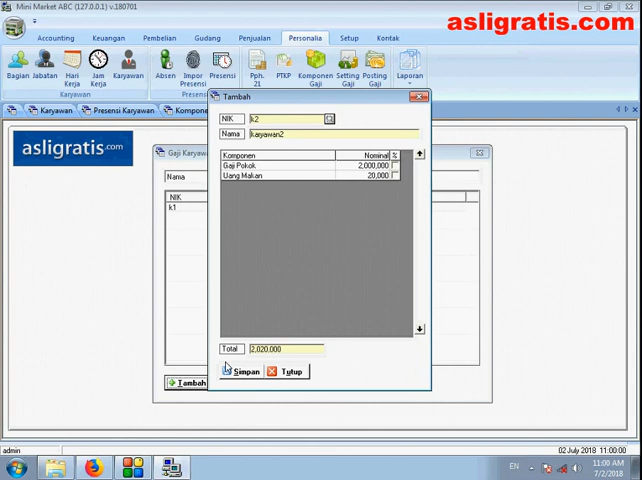 Mini Market ABC (127.0.0.1) v.180701
asligratis.com
Accounting Keuangan Pembelian Gudang Penjualan Personalia Setup Kontak
Bagian Jabatan Hari Kerja Jam Kerja Karyawan Absen Impor Presensi Presensi Pph. 21 PTKP Komponen Gaji Setting Gaji Posting Gaji Laporan
Karyawan
Karyawan Presensi Karyawan
Tambah
NIK k2
Nama karyawan2
asligratis.com
Gaji Karyaw
Nama
NIK
k1
Komponen Nominal %
Gaji Pokok 2,000,000
Uang Makan 20,000
Total 2,020,000
Simpan Tutup
Tambah
admin 02 July 2018 11:00:00
EN 11:00 AM
7/2/2018